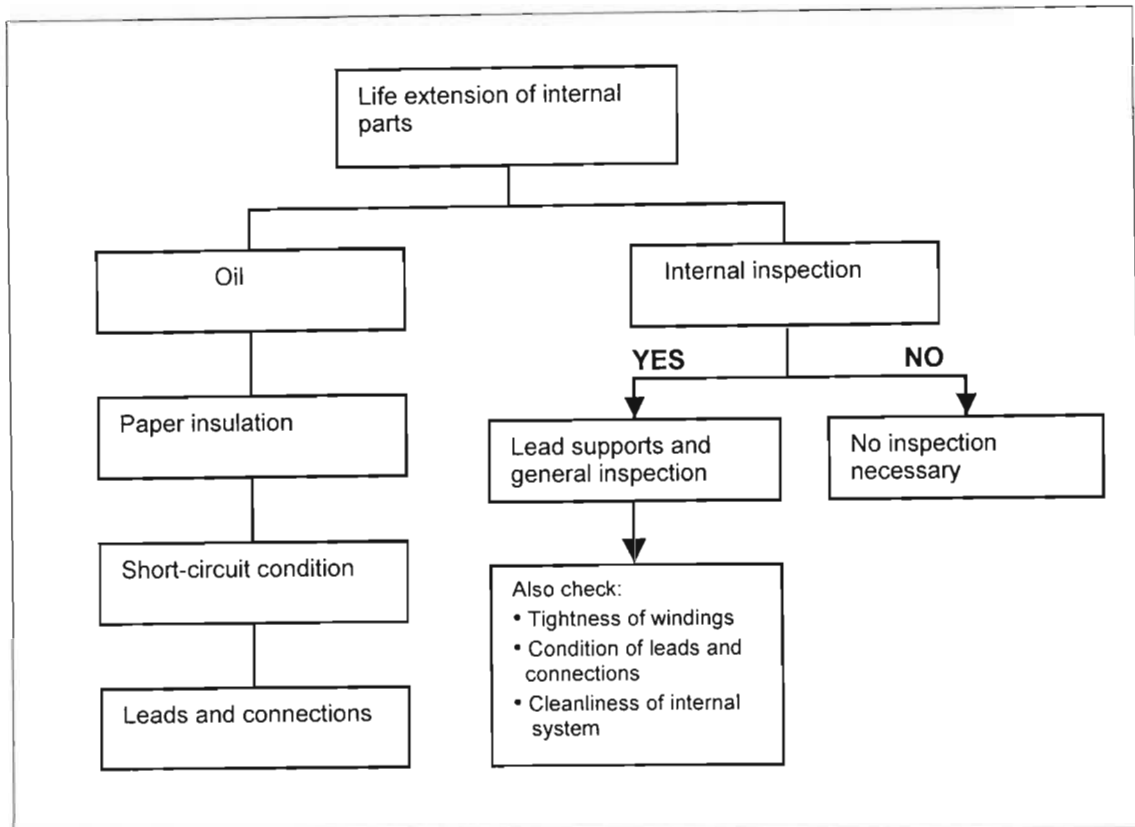 Life extension of internal
parts
Oil
Internal inspection
YES
NO
Paper insulation
Lead supports and
general inspection
No inspection
necessary
Short-circuit condition
Also check:
• Tightness of windings
• Condition of leads and
connections
• Cleanliness of internal
system
Leads and connections